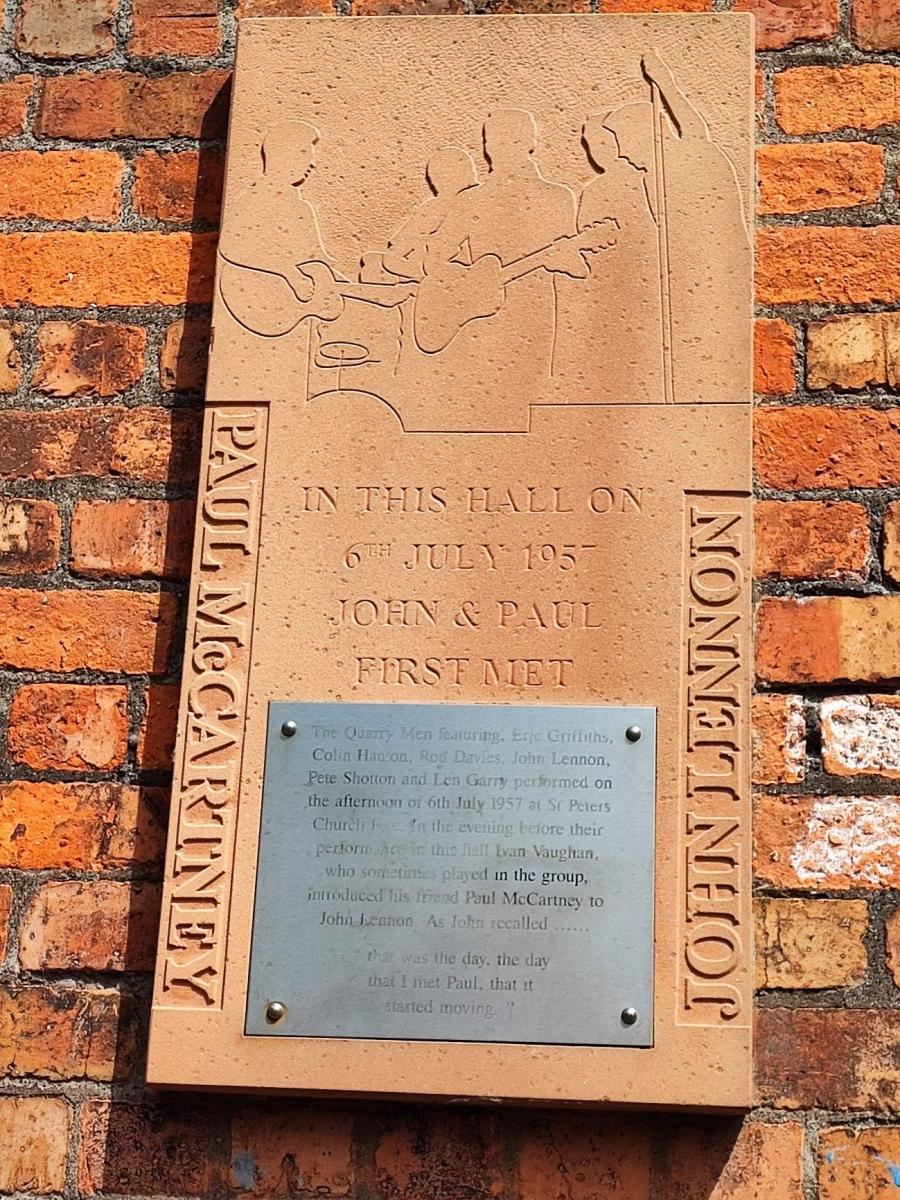 IN THIS HALL ON
6TH JULY 1957
JOHN & PAUL
FIRST MET
PAUL McCARTNEY
JOHN LENNON
The Quarry Men featuring, Eric Griffiths,
Colin Hanson, Rod Davies, John Lennon,
Pete Shotton and Len Garry performed on
the afternoon of 6th July 1957 at St Peters
Church here. In the evening before their
performance in this hall Ivan Vaughan,
who sometimes played in the group,
introduced his friend Paul McCartney to
John Lennon. As John recalled ......
" that was the day, the day
that I met Paul, that it
started moving. "